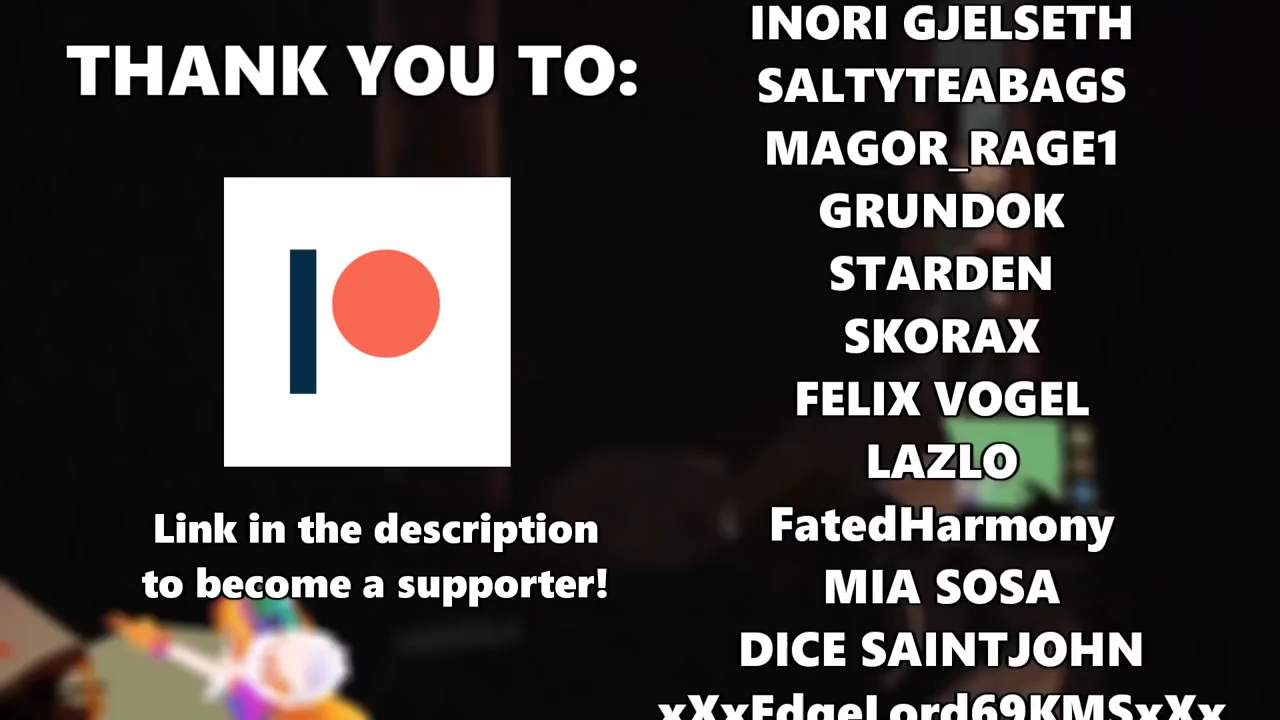 THANK YOU TO:
Link in the description
to become a supporter!
INORI GJELSETH
SALTYTEABAGS
MAGOR_RAGE1
GRUNDOK
STARDEN
SKORAX
FELIX VOGEL
LAZLO
FatedHarmony
MIA SOSA
DICE SAINTJOHN
xXxEdgeLord69KMSxXx